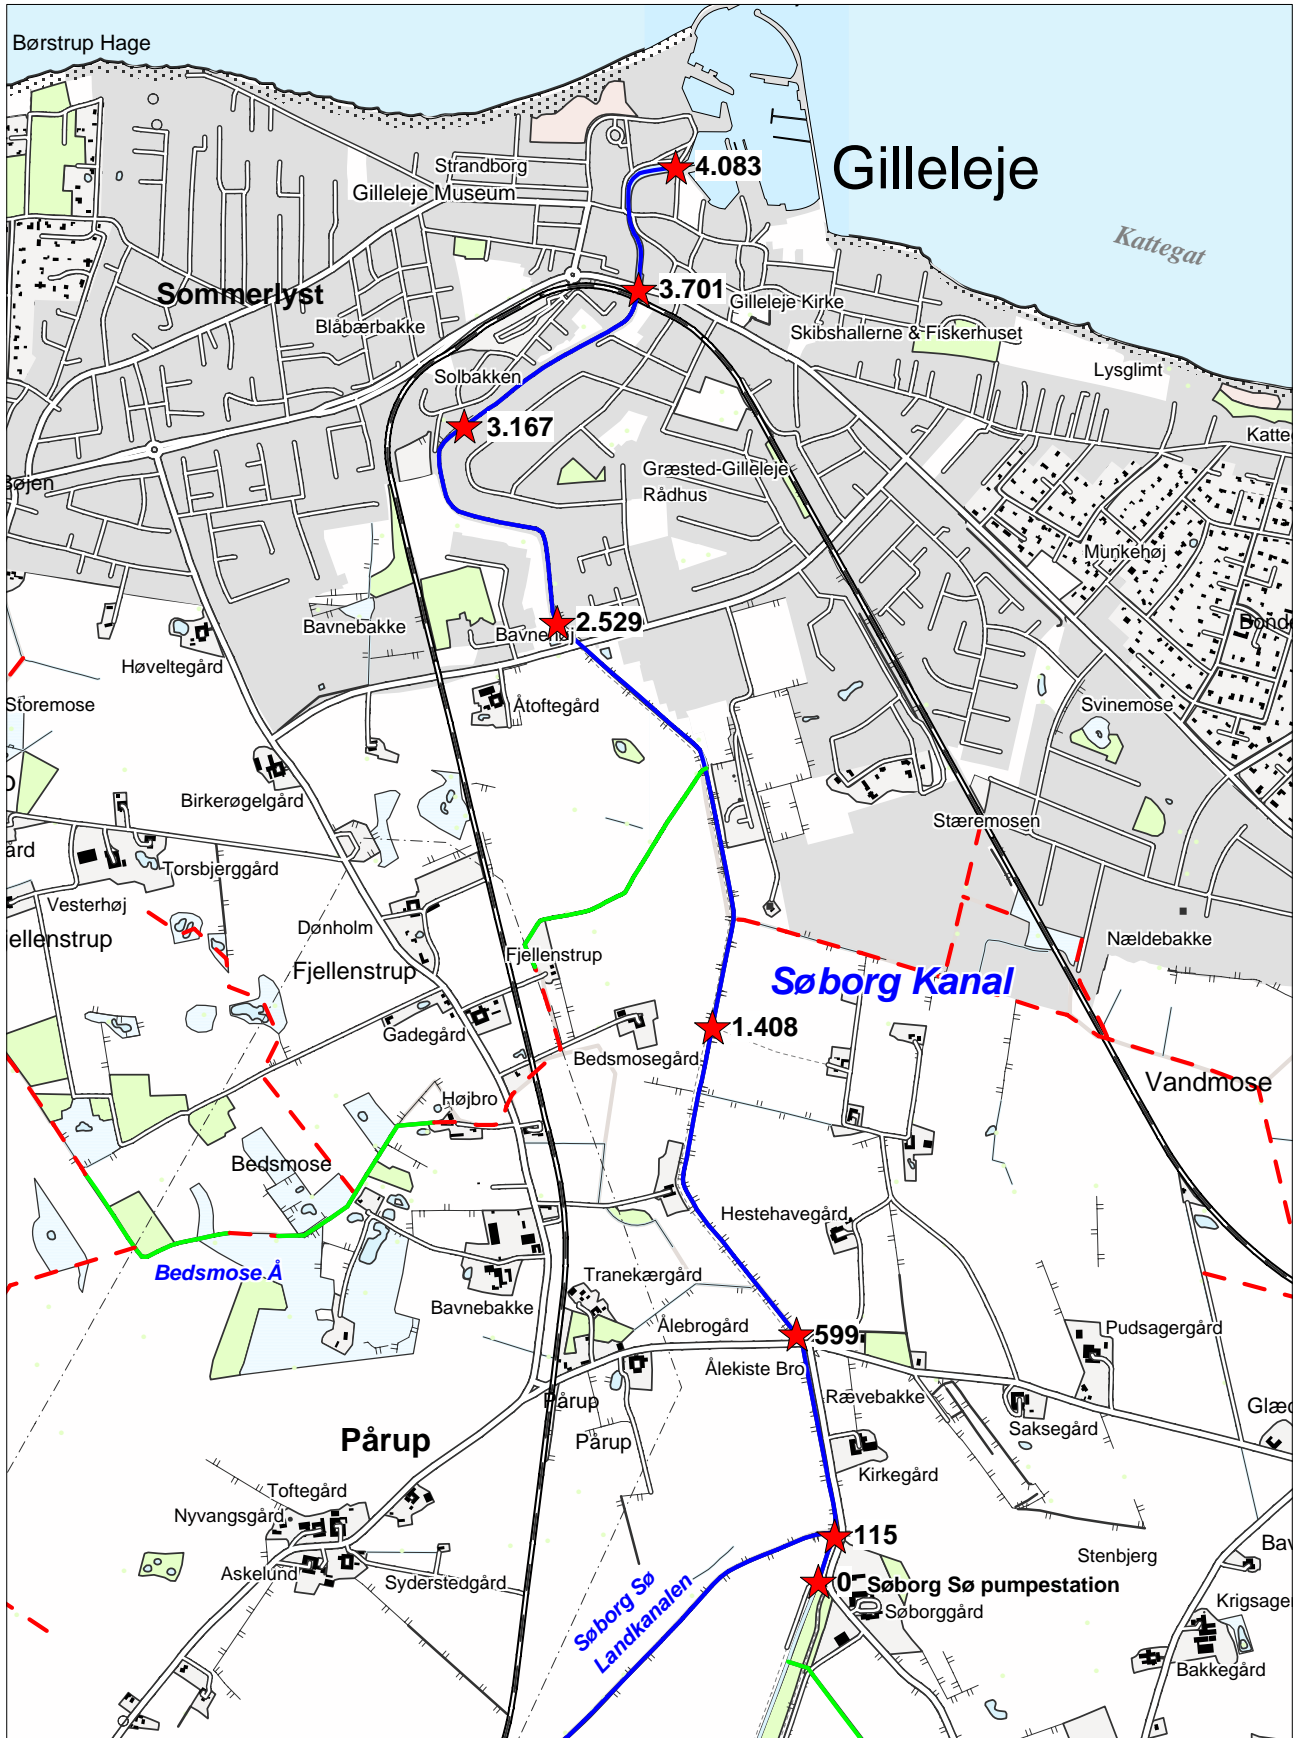 Børstrup Hage
Strandborg
Gilleleje Museum
4.083
Gilleleje
Kattegat
Sommerlyst
3.701
Gilleleje Kirke
Blåbærbakke
Skibshallerne & Fiskerhuset
Lysglimt
Solbakken
3.167
Katte
Græsted-Gilleleje
Rådhus
øjen
Munkehøj
Bavnebakke
2.529
Bavnehøj
Bonde
Høveltegård
Storemose
Åtoftegård
Svinemose
Birkerøgelgård
Stæremosen
ård
Torsbjerggård
Vesterhøj
Dønholm
ellenstrup
Fjellenstrup
Fjellenstrup
Nældebakke
Søborg Kanal
Gadegård
1.408
Bedsmosegård
Vandmose
Højbro
Bedsmose
Hestehavegård
Bedsmose Å
Tranekærgård
Bavnebakke
Ålebrogård
599
Pudsagergård
Ålekiste Bro
Rævebakke
Pårup
Glæd
Saksegård
Pårup
Pårup
Kirkegård
Toftegård
Nyvangsgård
115
Bav
Stenbjerg
Askelund
Syderstedgård
0
Søborg Sø pumpestation
Søborggård
Krigsage
Søborg Sø
Landkanalen
Bakkegård